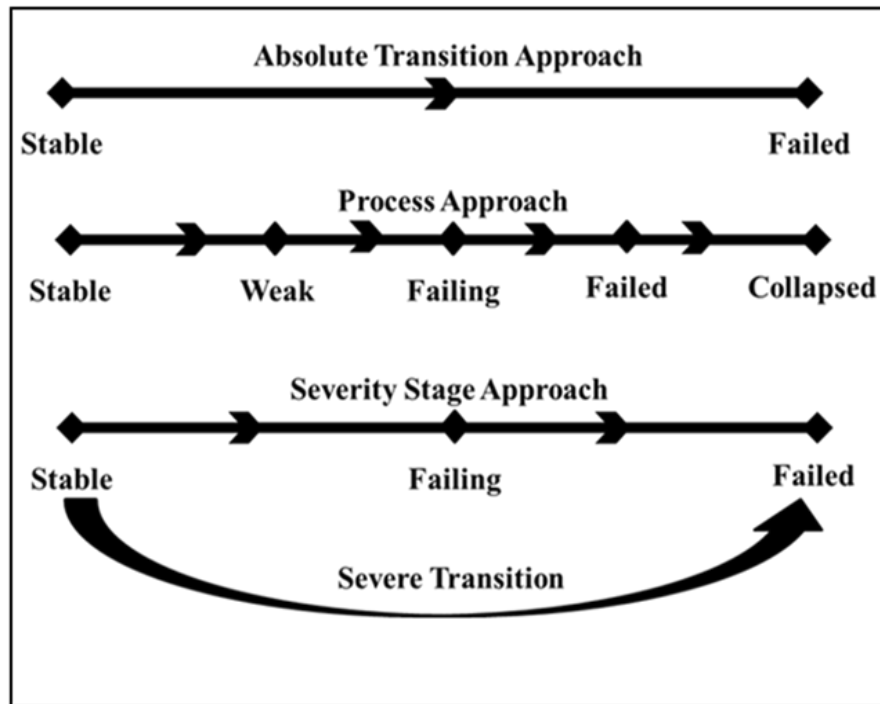 Absolute Transition Approach
Stable Failed
Process Approach
Stable Weak Failing Failed Collapsed
Severity Stage Approach
Stable Failing Failed
Severe Transition